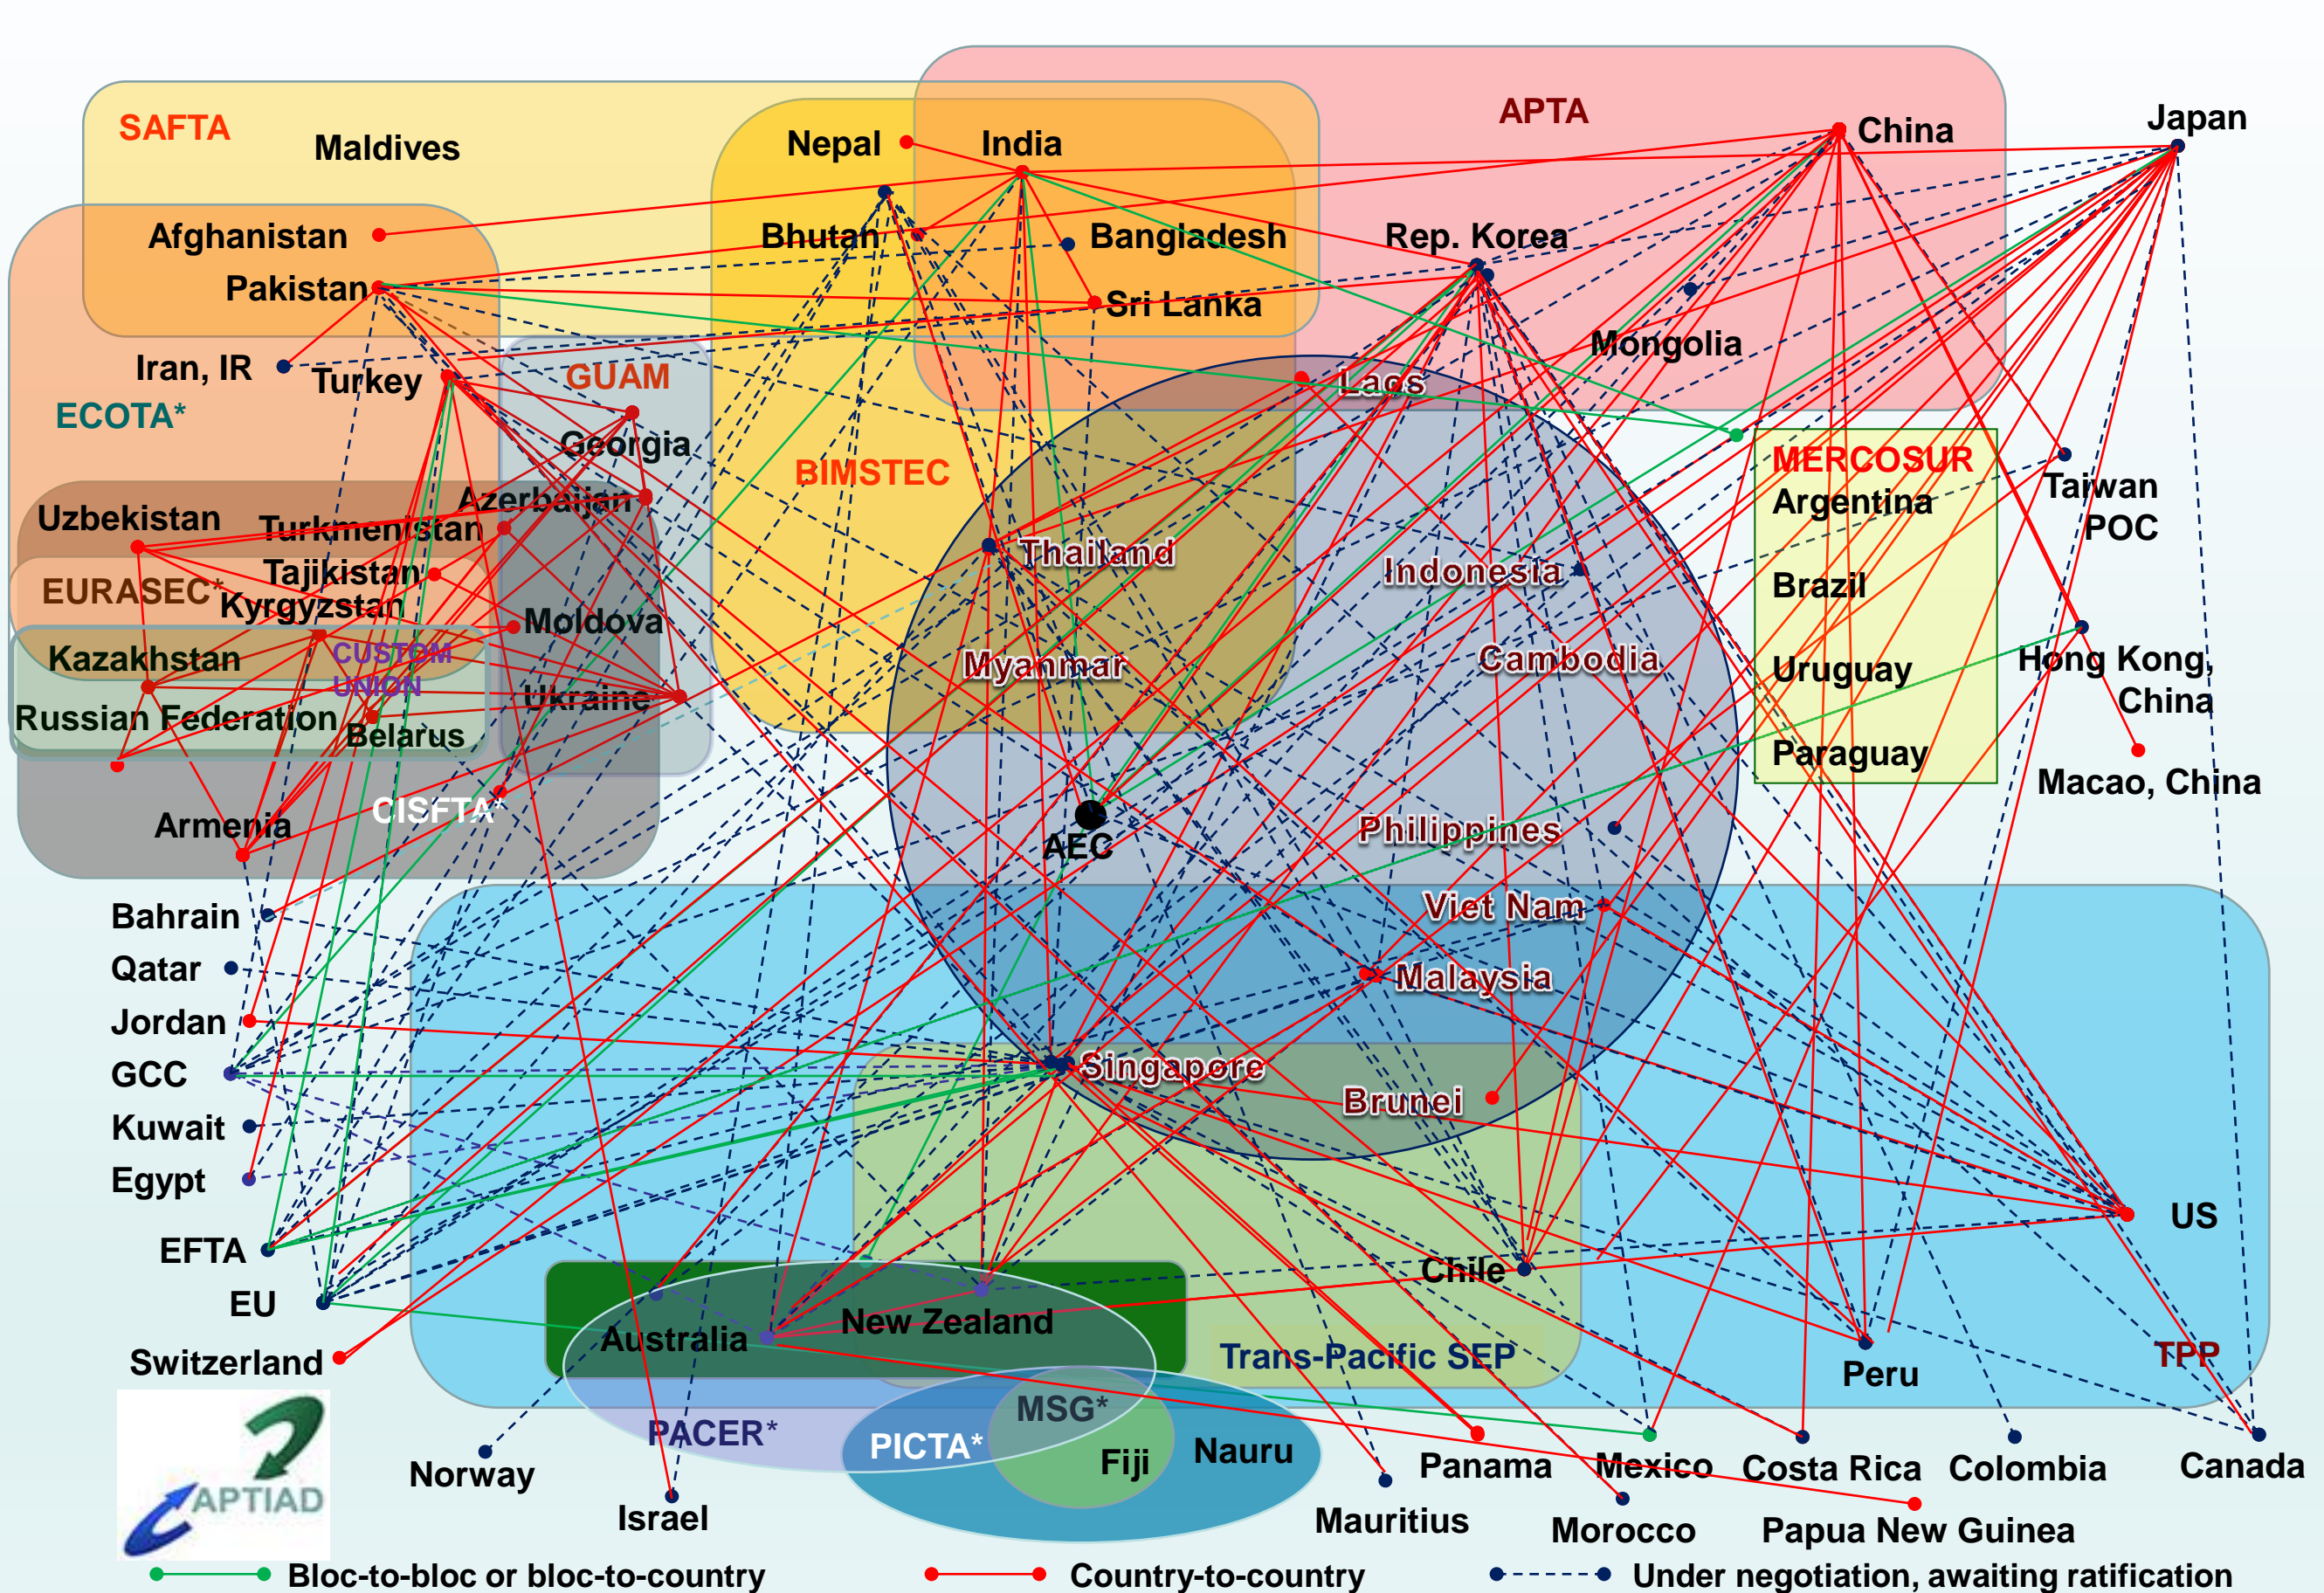 APTA
Japan
China
SAFTA
Maldives
Nepal
India
Afghanistan
Bhutan
Bangladesh
Rep. Korea
Pakistan
Sri Lanka
Mongolia
Iran, IR
Turkey
GUAM
Laos
ECOTA*
Georgia
BIMSTEC
MERCOSUR
Argentina
Taiwan
POC
Azerbaijan
Uzbekistan
Turkmenistan
Thailand
Indonesia
Tajikistan
EURASEC*
Kyrgyzstan
Brazil
Moldova
Kazakhstan
CUSTOM
UNION
Myanmar
Cambodia
Uruguay
Hong Kong,
China
Ukraine
Russian Federation
Belarus
Paraguay
Macao, China
CISFTA*
Armenia
AEC
Philippines
Bahrain
Viet Nam
Qatar
Malaysia
Jordan
GCC
Singapore
Brunei
Kuwait
Egypt
US
EFTA
Chile
EU
New Zealand
Australia
Switzerland
Trans-Pacific SEP
TPP
Peru
MSG*
PACER*
PICTA*
Fiji
Nauru
Norway
Panama
Mexico
Costa Rica
Colombia
Canada
APTIAD
Israel
Mauritius
Morocco
Papua New Guinea
Bloc-to-bloc or bloc-to-country
Country-to-country
Under negotiation, awaiting ratification